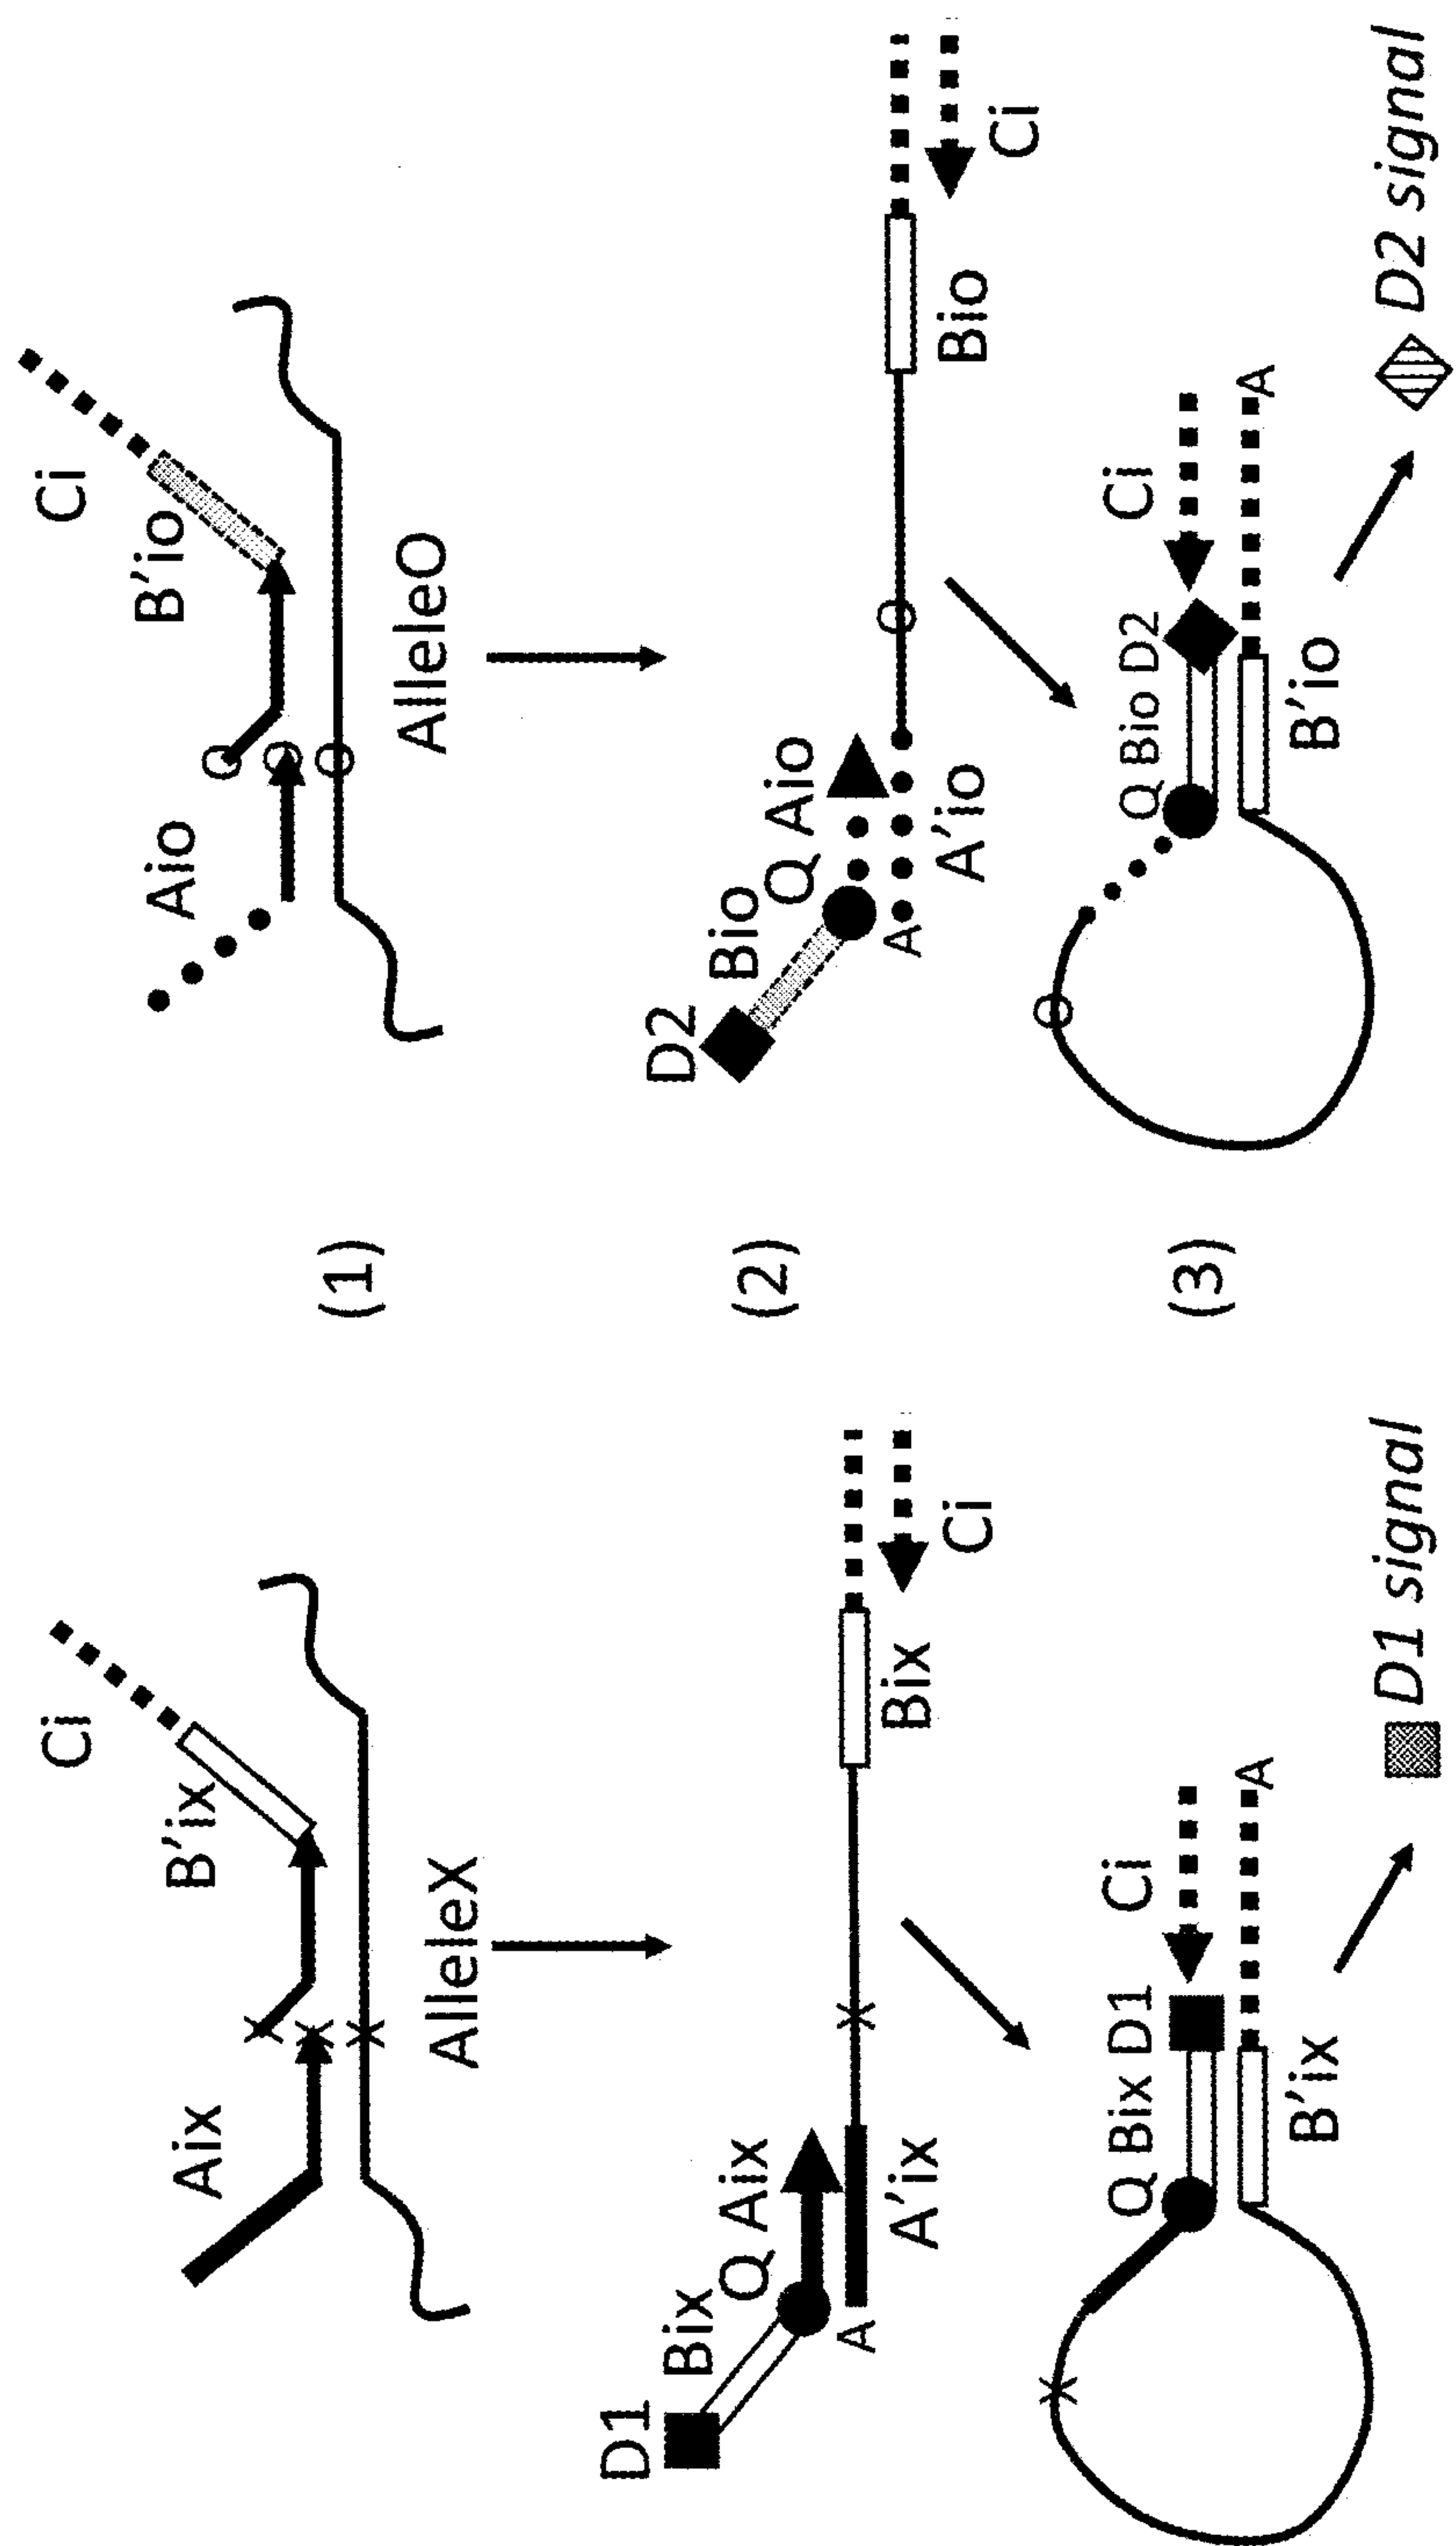 Ci
Aix
B'ix
AlleleX
(1)
Ci
Aio
B'io
AlleleO
D1
Bix
Q Aix
A
A'ix
Bix
Ci
(2)
D2
Bio
Q Aio
A
A'io
Bio
Ci
Q Bix D1
Ci
B'ix
A
D1 signal
(3)
Q Bio D2
Ci
B'io
A
D2 signal